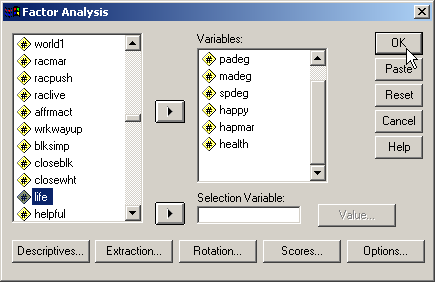 Factor Analysis
world1
racmar
racpush
raclive
affrmact
wrkwayup
blksimp
closeblk
closewht
life
helpful
Variables:
padeg
madeg
spdeg
happy
hapmar
health
Selection Variable:
OK
Paste
Reset
Cancel
Help
Value...
Descriptives...
Extraction...
Rotation...
Scores...
Options...